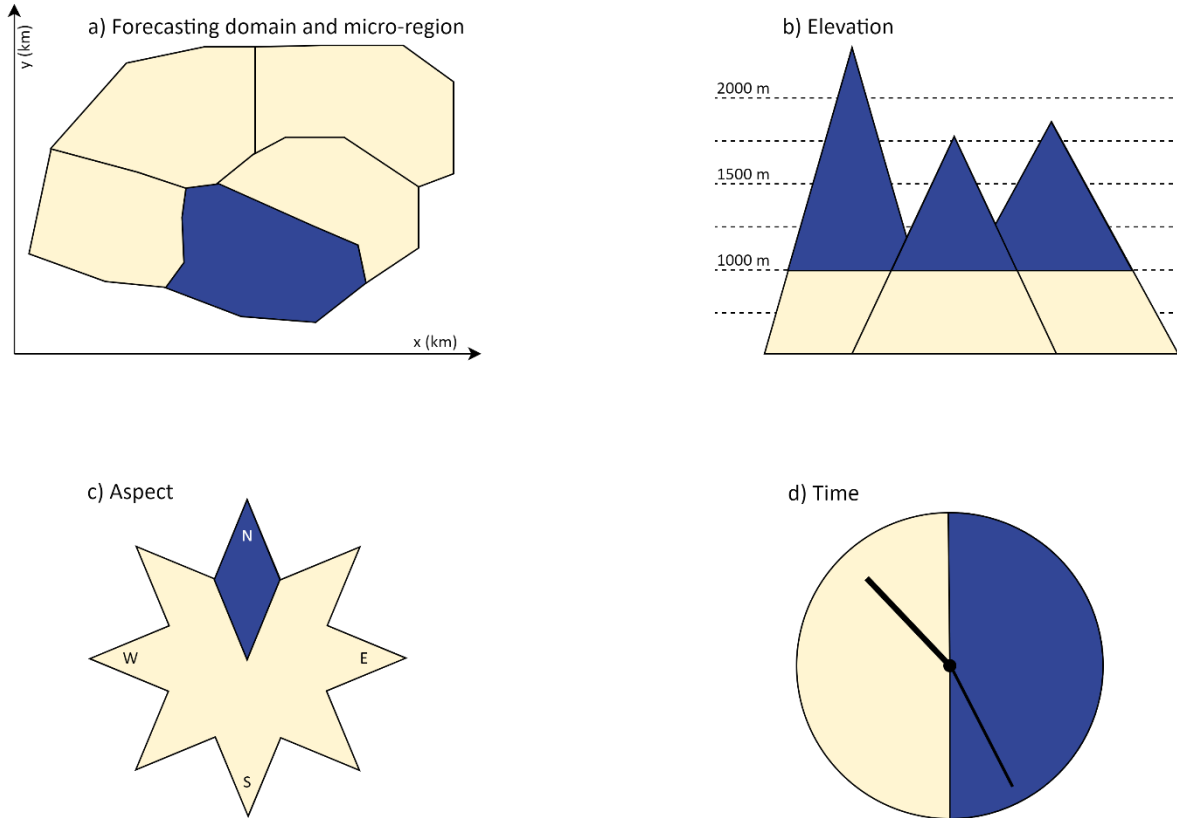 a) Forecasting domain and micro-region
y (km)
x (km)
b) Elevation
2000 m
1500 m
1000 m
c) Aspect
N
W
E
S
d) Time